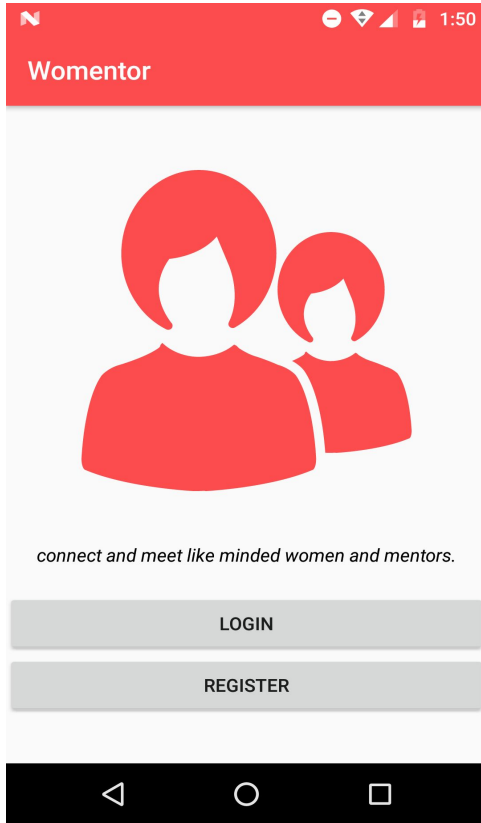 1:50
Womentor
connect and meet like minded women and mentors.
LOGIN
REGISTER